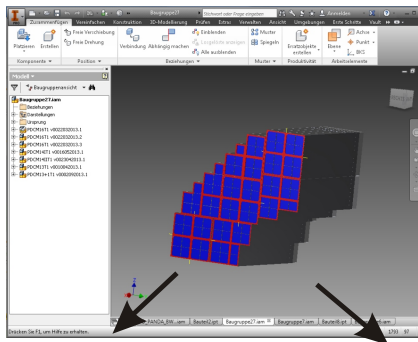 Baugruppe27
Stichwort oder Frage eingeben
Anmelden
Zusammenfügen Vereinfachen Konstruktion 3D-Modellierung Prüfen Extras Verwalten Ansicht Umgebungen Erste Schritte Vault
Platzieren Erstellen
Freie Verschiebung
Freie Drehung
Verbindung Abhängig machen
Einblenden
Alle ausblenden
Muster
Spiegeln
Ersatzobjekte erstellen
Ebene
Achse
Punkt
BKS
Komponente Position Beziehungen Muster Produktivität Arbeitselemente
Modell
Baugruppenansicht
Baugruppe27.iam
Beziehungen
Darstellungen
Ursprung
Z
Bauteil2.ipt Baugruppe27.iam Baugruppe7.iam Bauteil8.ipt
Drücken Sie F1, um Hilfe zu erhalten.
1793 97